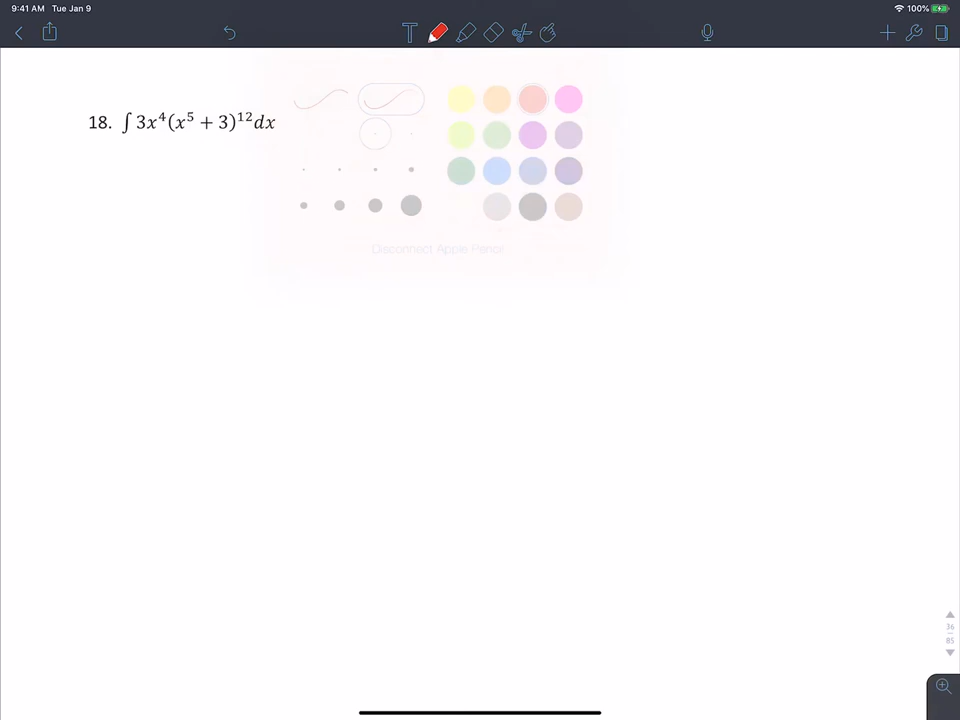 9:41 AM Tue Jan 9
100%
T
18. ∫ 3x⁴(x⁵ + 3)¹²dx
Disconnect Apple Pencil
36
85